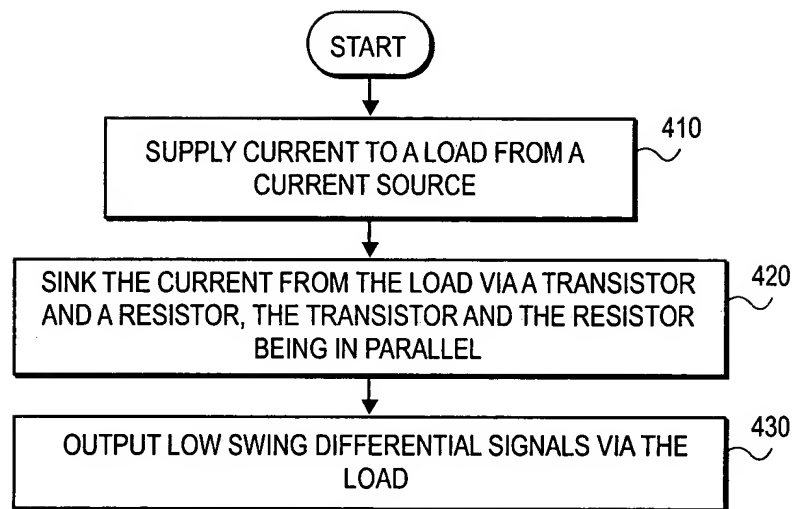 START
410
SUPPLY CURRENT TO A LOAD FROM A
CURRENT SOURCE
420
SINK THE CURRENT FROM THE LOAD VIA A TRANSISTOR
AND A RESISTOR, THE TRANSISTOR AND THE RESISTOR
BEING IN PARALLEL
430
OUTPUT LOW SWING DIFFERENTIAL SIGNALS VIA THE
LOAD